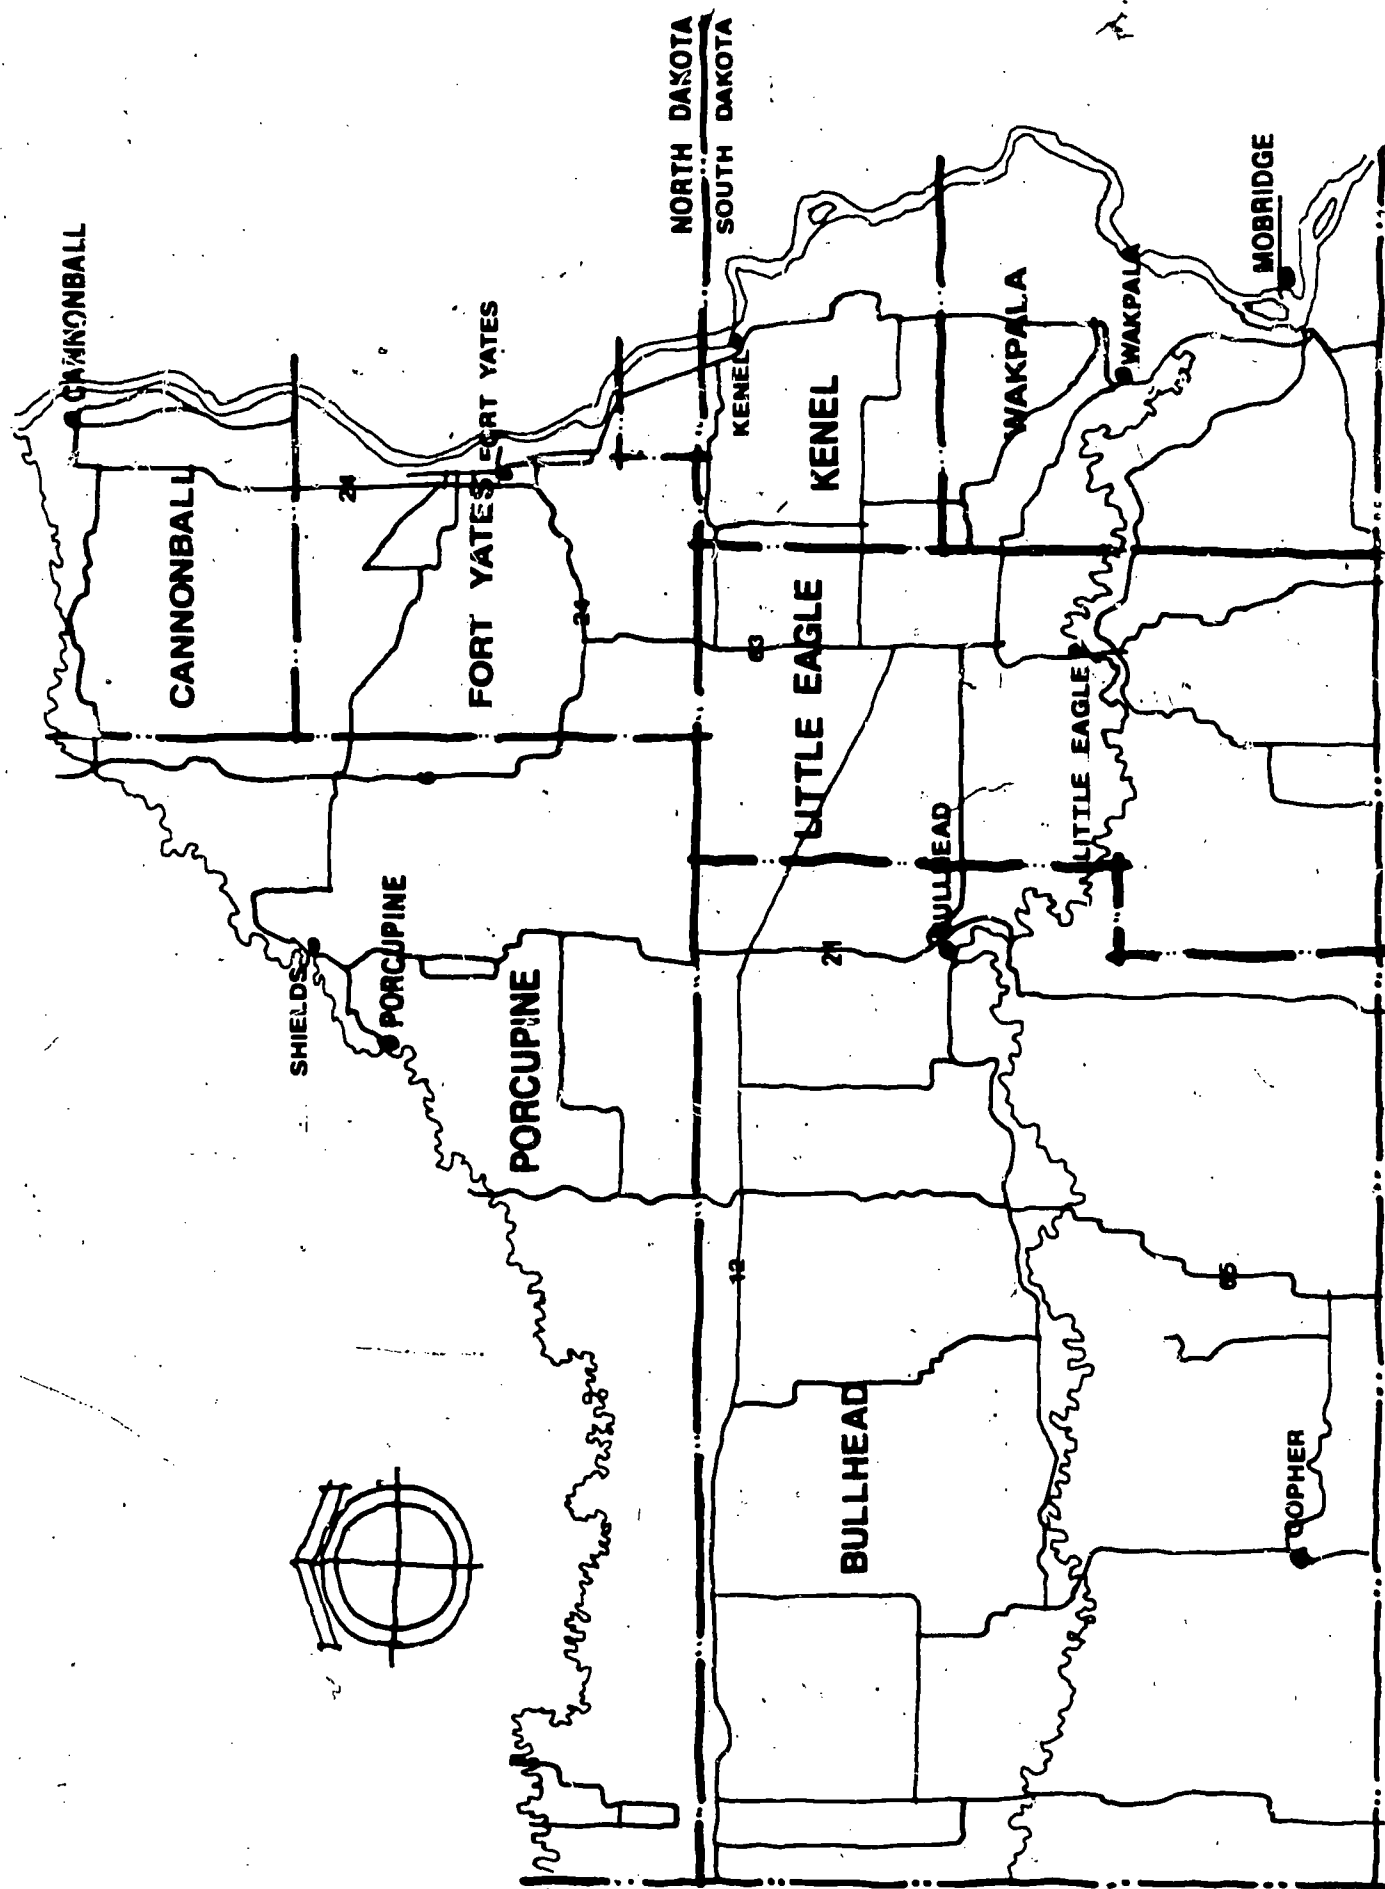 CANNONBALL
NORTH DAKOTA
SOUTH DAKOTA
MOBRIDGE
FORT YATES
KENEL
WAKPALA
WAKPALA
KENEL
CANNONBALL
24
FORT YATES
24
63
LITTLE EAGLE
LITTLE EAGLE
6
BULLHEAD
SHIELDS
PORCUPINE
PORCUPINE
21
12
65
BULLHEAD
GOPHER